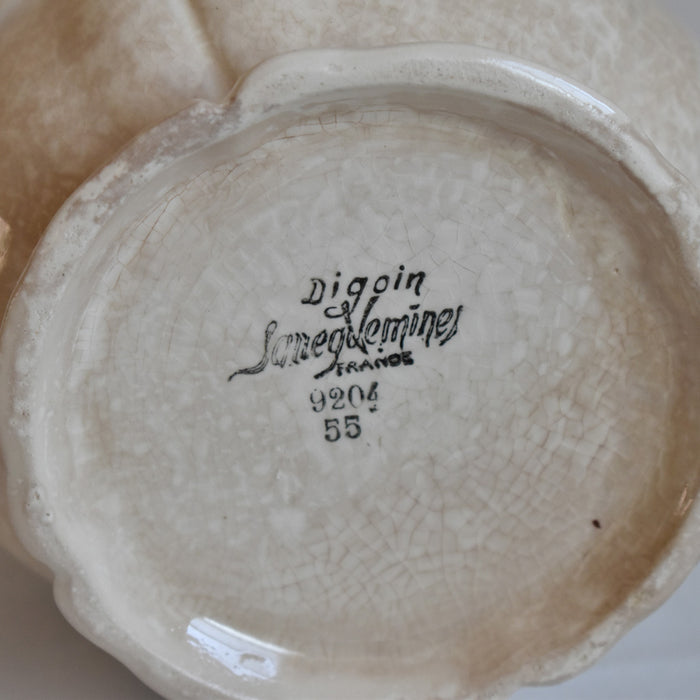 Digoin
Sarreguemines
FRANCE
9204
55